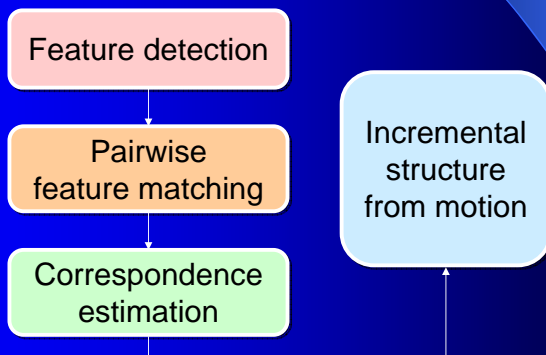 Feature detection
Pairwise
feature matching
Correspondence
estimation
Incremental
structure
from motion